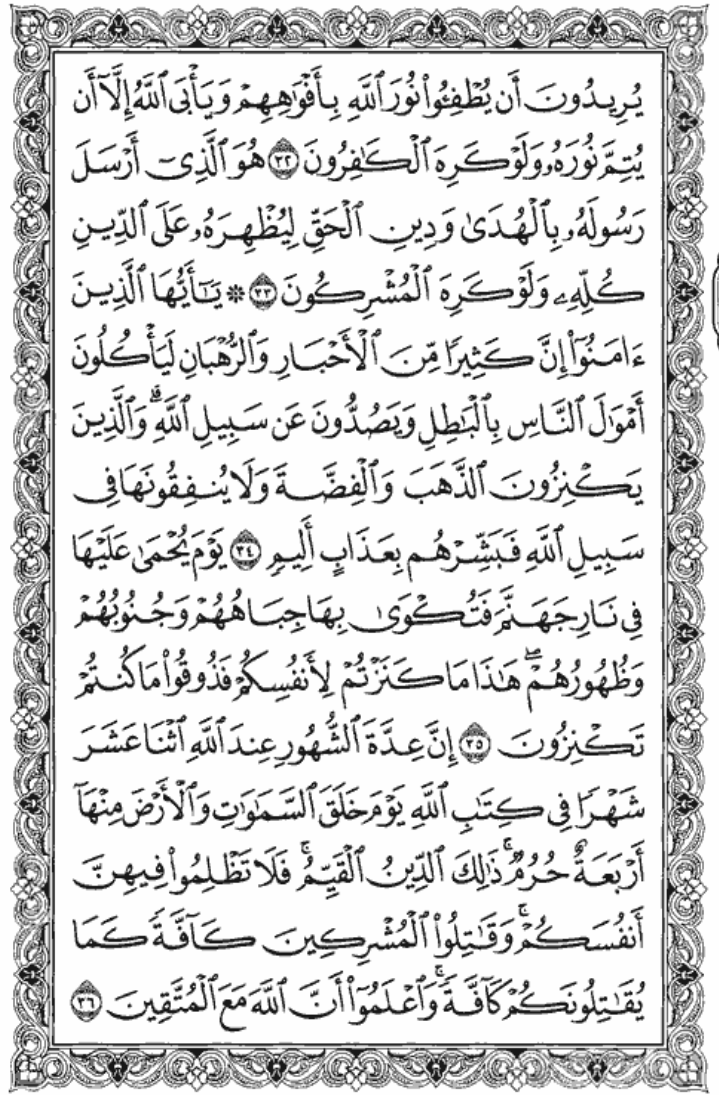 يُرِيدُونَ أَن يُطْفِـُٔوا۟ نُورَ ٱللَّهِ بِأَفْوَٰهِهِمْ وَيَأْبَى ٱللَّهُ إِلَّآ أَن
يُتِمَّ نُورَهُۥ وَلَوْ كَرِهَ ٱلْكَٰفِرُونَ ٣٢ هُوَ ٱلَّذِىٓ أَرْسَلَ
رَسُولَهُۥ بِٱلْهُدَىٰ وَدِينِ ٱلْحَقِّ لِيُظْهِرَهُۥ عَلَى ٱلدِّينِ
كُلِّهِۦ وَلَوْ كَرِهَ ٱلْمُشْرِكُونَ ٣٣ ۞ يَٰٓأَيُّهَا ٱلَّذِينَ
ءَامَنُوٓا۟ إِنَّ كَثِيرًا مِّنَ ٱلْأَحْبَارِ وَٱلرُّهْبَانِ لَيَأْكُلُونَ
أَمْوَٰلَ ٱلنَّاسِ بِٱلْبَٰطِلِ وَيَصُدُّونَ عَن سَبِيلِ ٱللَّهِ ۗ وَٱلَّذِينَ
يَكْنِزُونَ ٱلذَّهَبَ وَٱلْفِضَّةَ وَلَا يُنفِقُونَهَا فِى
سَبِيلِ ٱللَّهِ فَبَشِّرْهُم بِعَذَابٍ أَلِيمٍ ٣٤ يَوْمَ يُحْمَىٰ عَلَيْهَا
فِى نَارِ جَهَنَّمَ فَتُكْوَىٰ بِهَا جِبَاهُهُمْ وَجُنُوبُهُمْ
وَظُهُورُهُمْ ۖ هَٰذَا مَا كَنَزْتُمْ لِأَنفُسِكُمْ فَذُوقُوا۟ مَا كُنتُمْ
تَكْنِزُونَ ٣٥ إِنَّ عِدَّةَ ٱلشُّهُورِ عِندَ ٱللَّهِ ٱثْنَا عَشَرَ
شَهْرًا فِى كِتَٰبِ ٱللَّهِ يَوْمَ خَلَقَ ٱلسَّمَٰوَٰتِ وَٱلْأَرْضَ مِنْهَآ
أَرْبَعَةٌ حُرُمٌ ۚ ذَٰلِكَ ٱلدِّينُ ٱلْقَيِّمُ ۚ فَلَا تَظْلِمُوا۟ فِيهِنَّ
أَنفُسَكُمْ ۚ وَقَٰتِلُوا۟ ٱلْمُشْرِكِينَ كَآفَّةً كَمَا
يُقَٰتِلُونَكُمْ كَآفَّةً ۚ وَٱعْلَمُوٓا۟ أَنَّ ٱللَّهَ مَعَ ٱلْمُتَّقِينَ ٣٦